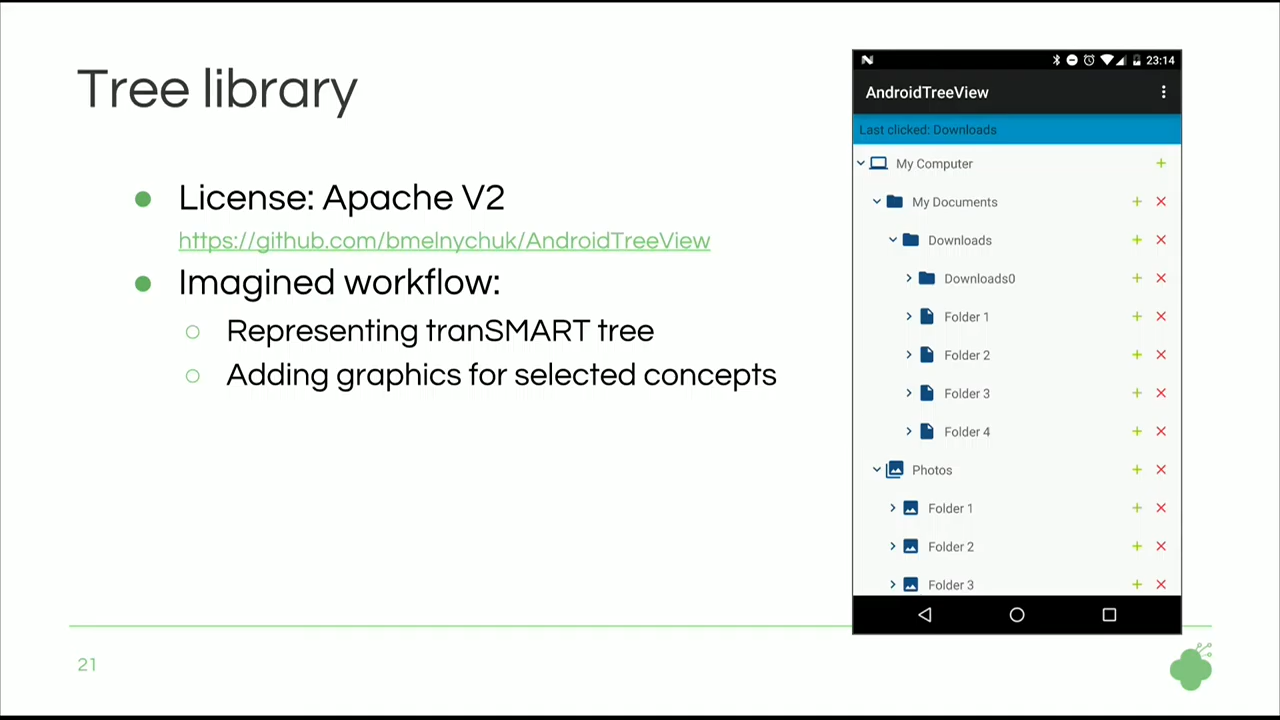 Tree library
License: Apache V2
https://github.com/bmelnychuk/AndroidTreeView
Imagined workflow:
Representing tranSMART tree
Adding graphics for selected concepts
23:14
AndroidTreeView
Last clicked: Downloads
My Computer
My Documents
Downloads
Downloads0
Folder 1
Folder 2
Folder 3
Folder 4
Photos
Folder 1
Folder 2
Folder 3
21